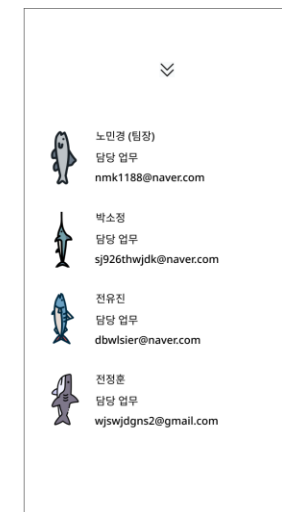 노민경 (팀장)
담당 업무
nmk1188@naver.com
박소정
담당 업무
sj926thwjdk@naver.com
전유진
담당 업무
dbwlsier@naver.com
전정훈
담당 업무
wjswjdgns2@gmail.com